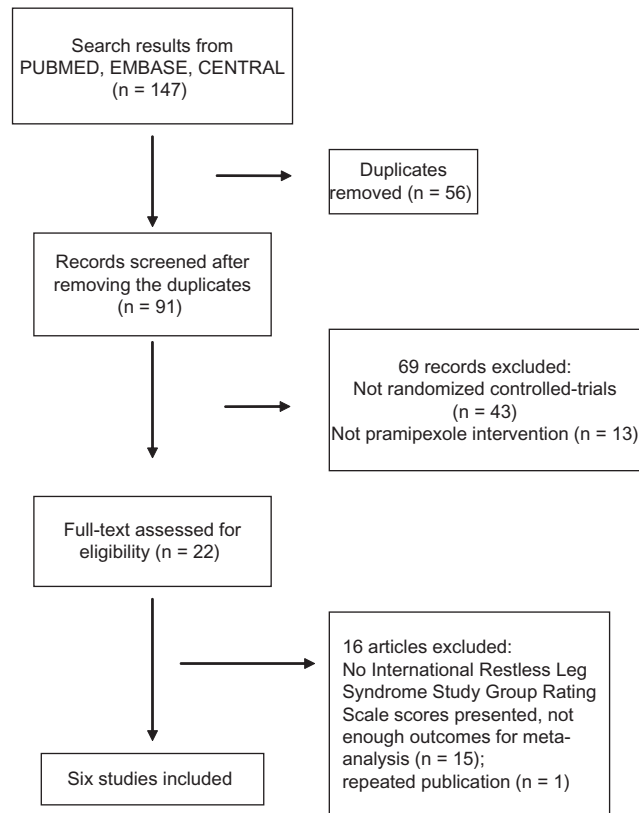 Search results from
PUBMED, EMBASE, CENTRAL
(n = 147)
Duplicates
removed (n = 56)
Records screened after
removing the duplicates
(n = 91)
69 records excluded:
Not randomized controlled-trials
(n = 43)
Not pramipexole intervention (n = 13)
Full-text assessed for
eligibility (n = 22)
16 articles excluded:
No International Restless Leg
Syndrome Study Group Rating
Scale scores presented, not
enough outcomes for meta-
analysis (n = 15);
repeated publication (n = 1)
Six studies included